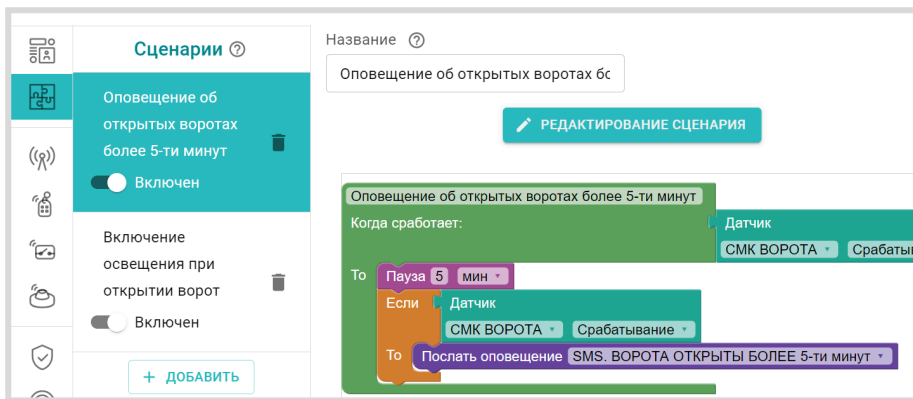 Сценарии
Оповещение об
открытых воротах
более 5-ти минут
Включен
Включение
освещения при
открытии ворот
Включен
+ ДОБАВИТЬ
Название
Оповещение об открытых воротах бо
РЕДАКТИРОВАНИЕ СЦЕНАРИЯ
Оповещение об открытых воротах более 5-ти минут
Когда сработает:
Датчик
СМК ВОРОТА
То Пауза 5 мин
Если Датчик
СМК ВОРОТА Срабатывание
То Послать оповещение SMS. ВОРОТА ОТКРЫТЫ БОЛЕЕ 5-ти минут